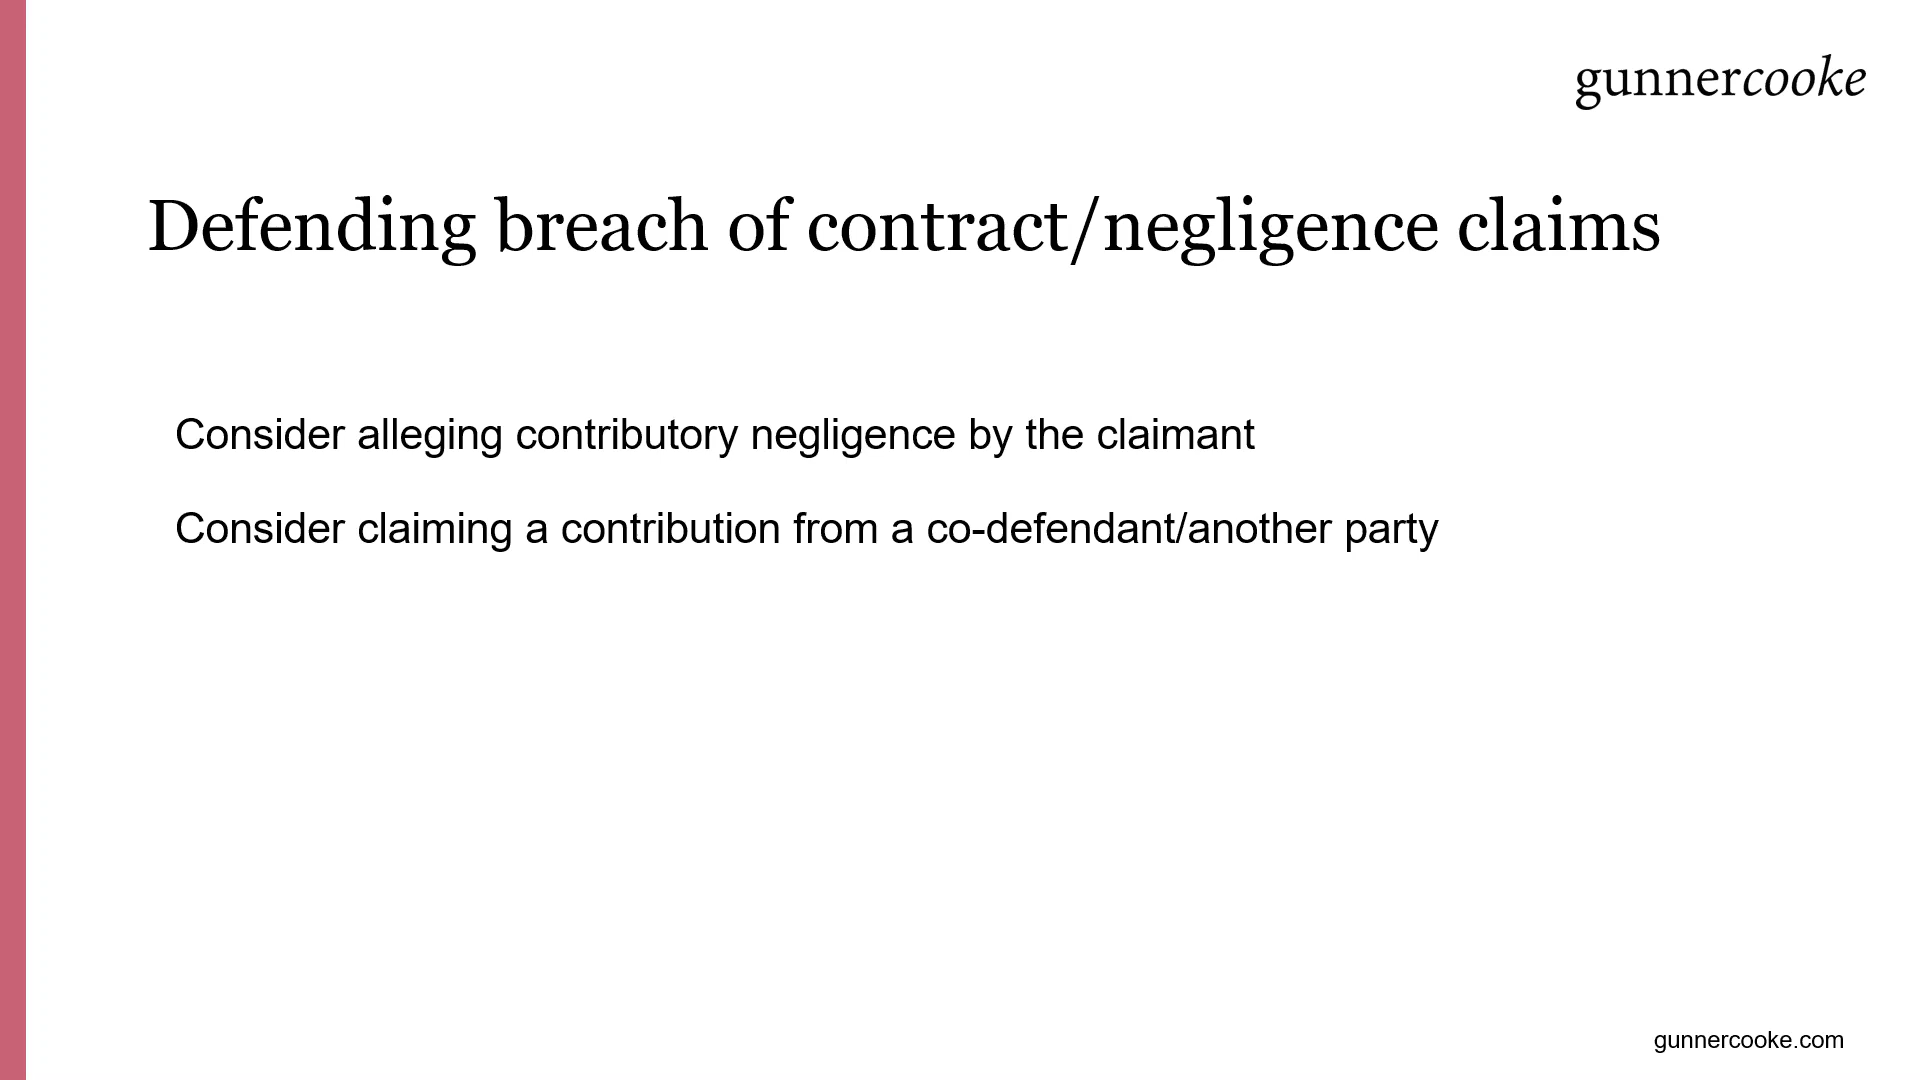 gunnercooke
Defending breach of contract/negligence claims
Consider alleging contributory negligence by the claimant
Consider claiming a contribution from a co-defendant/another party
gunnercooke.com